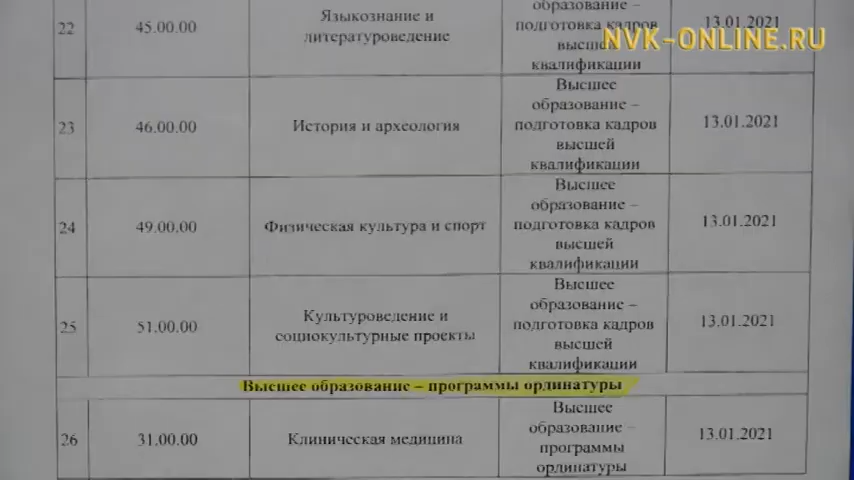 NVK-ONLINE.RU
22
45.00.00
Языкознание и
литературоведение
образование –
подготовка кадров
высшей
квалификации
13.01.2021
23
46.00.00
История и археология
Высшее
образование –
подготовка кадров
высшей
квалификации
13.01.2021
24
49.00.00
Физическая культура и спорт
Высшее
образование –
подготовка кадров
высшей
квалификации
13.01.2021
25
51.00.00
Культуроведение и
социокультурные проекты
Высшее
образование –
подготовка кадров
высшей
квалификации
13.01.2021
Высшее образование – программы ординатуры
26
31.00.00
Клиническая медицина
Высшее
образование –
программы
ординатуры
13.01.2021